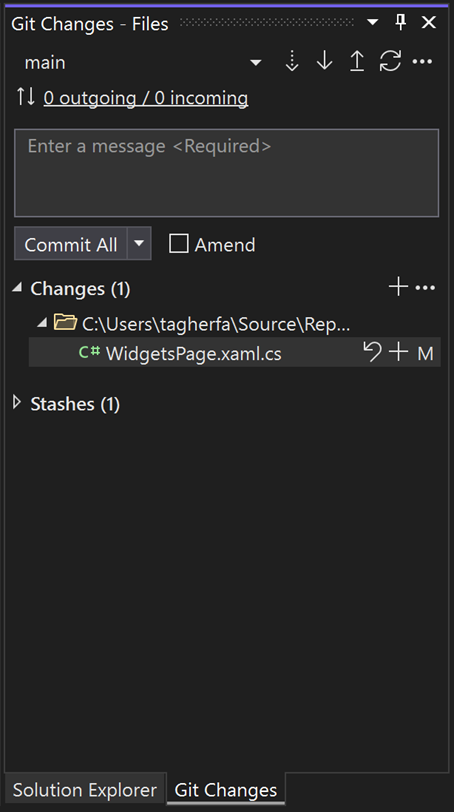 Git Changes - Files
main
0 outgoing / 0 incoming
Enter a message <Required>
Commit All Amend
Changes (1)
C:\Users\tagherfa\Source\Rep...
C# WidgetsPage.xaml.cs M
Stashes (1)
Solution Explorer Git Changes